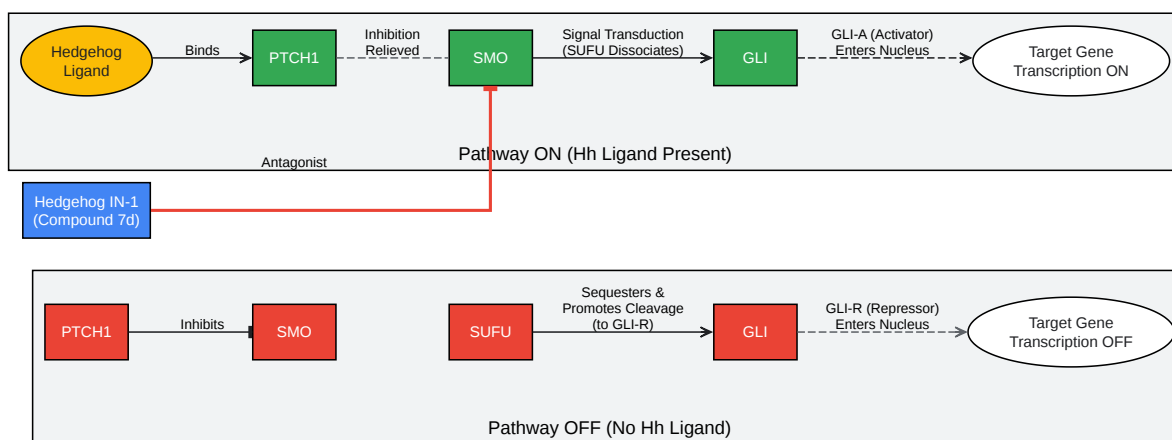 Hedgehog
Ligand
Binds
PTCH1
Inhibition
Relieved
SMO
Signal Transduction
(SUFU Dissociates)
GLI
GLI-A (Activator)
Enters Nucleus
Target Gene
Transcription ON
Pathway ON (Hh Ligand Present)
Antagonist
Hedgehog IN-1
(Compound 7d)
PTCH1
Inhibits
SMO
SUFU
Sequesters &
Promotes Cleavage
(to GLI-R)
GLI
GLI-R (Repressor)
Enters Nucleus
Target Gene
Transcription OFF
Pathway OFF (No Hh Ligand)